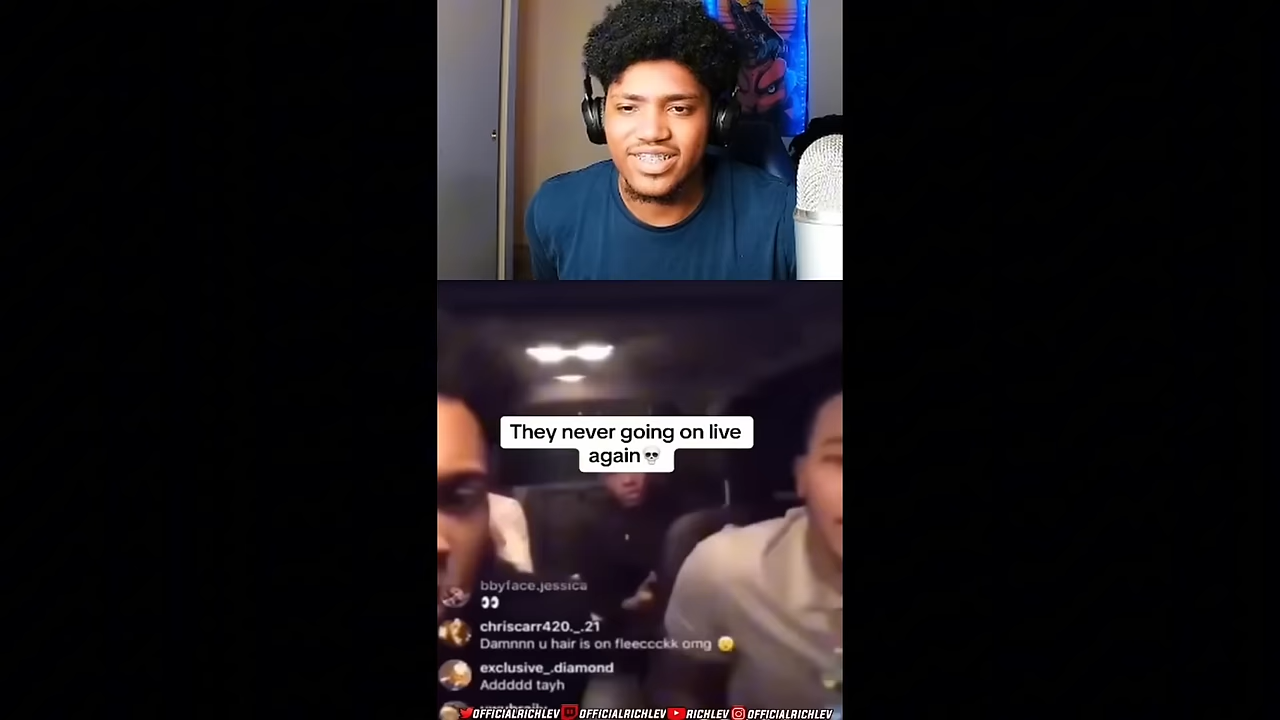 They never going on live
again💀
bbyface.jessica
👀
chriscarr420._.21
Damnnn u hair is on fleeccckk omg 😯
exclusive_.diamond
Addddd tayh
OFFICIALRICHLEV OFFICIALRICHLEV RICHLEV OFFICIALRICHLEV